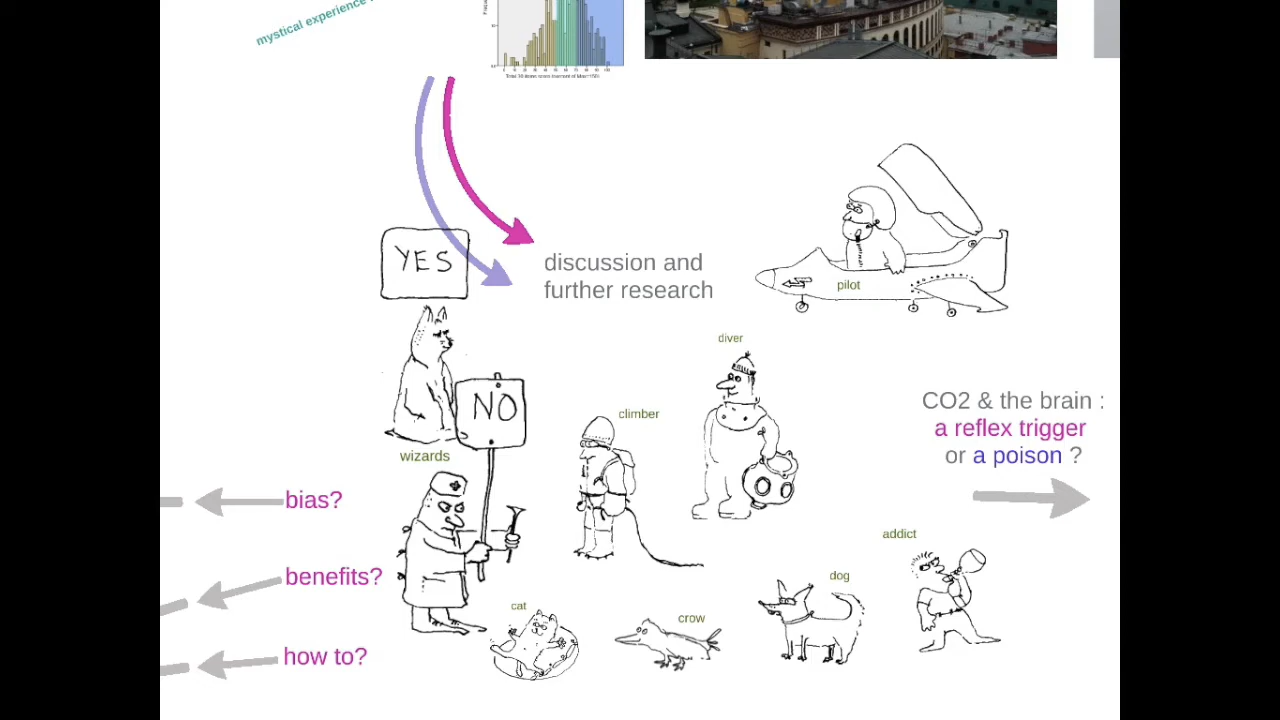 mystical experience
YES
discussion and
further research
pilot
diver
NO
climber
CO2 & the brain :
a reflex trigger
or a poison ?
wizards
bias?
addict
benefits?
dog
cat
crow
how to?